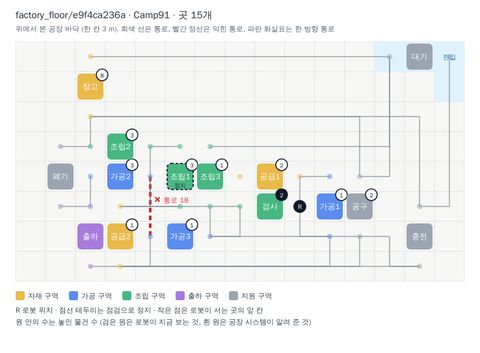 factory_floor/e9f4ca236a · Camp91 · 곳 15개
위에서 본 공장 바닥 (한 칸 3 m). 회색 선은 통로, 빨간 점선은 막힌 통로, 파란 화살표는 한 방향 통로
대기
진입
창고 8
조립2 3
폐기
가공2 3
조립1 3
정지
조립3 1
공급1 2
✕ 통로 18
검사 2
R
가공1 1
공구 2
출하
공급2 1
가공3 1
충전
자재 구역
가공 구역
조립 구역
출하 구역
지원 구역
R 로봇 위치 · 점선 테두리는 점검으로 정지 · 작은 점은 로봇이 서는 곳의 앞 칸
원 안의 수는 놓인 물건 수 (검은 원은 로봇이 지금 보는 것, 흰 원은 공장 시스템이 알려 준 것)